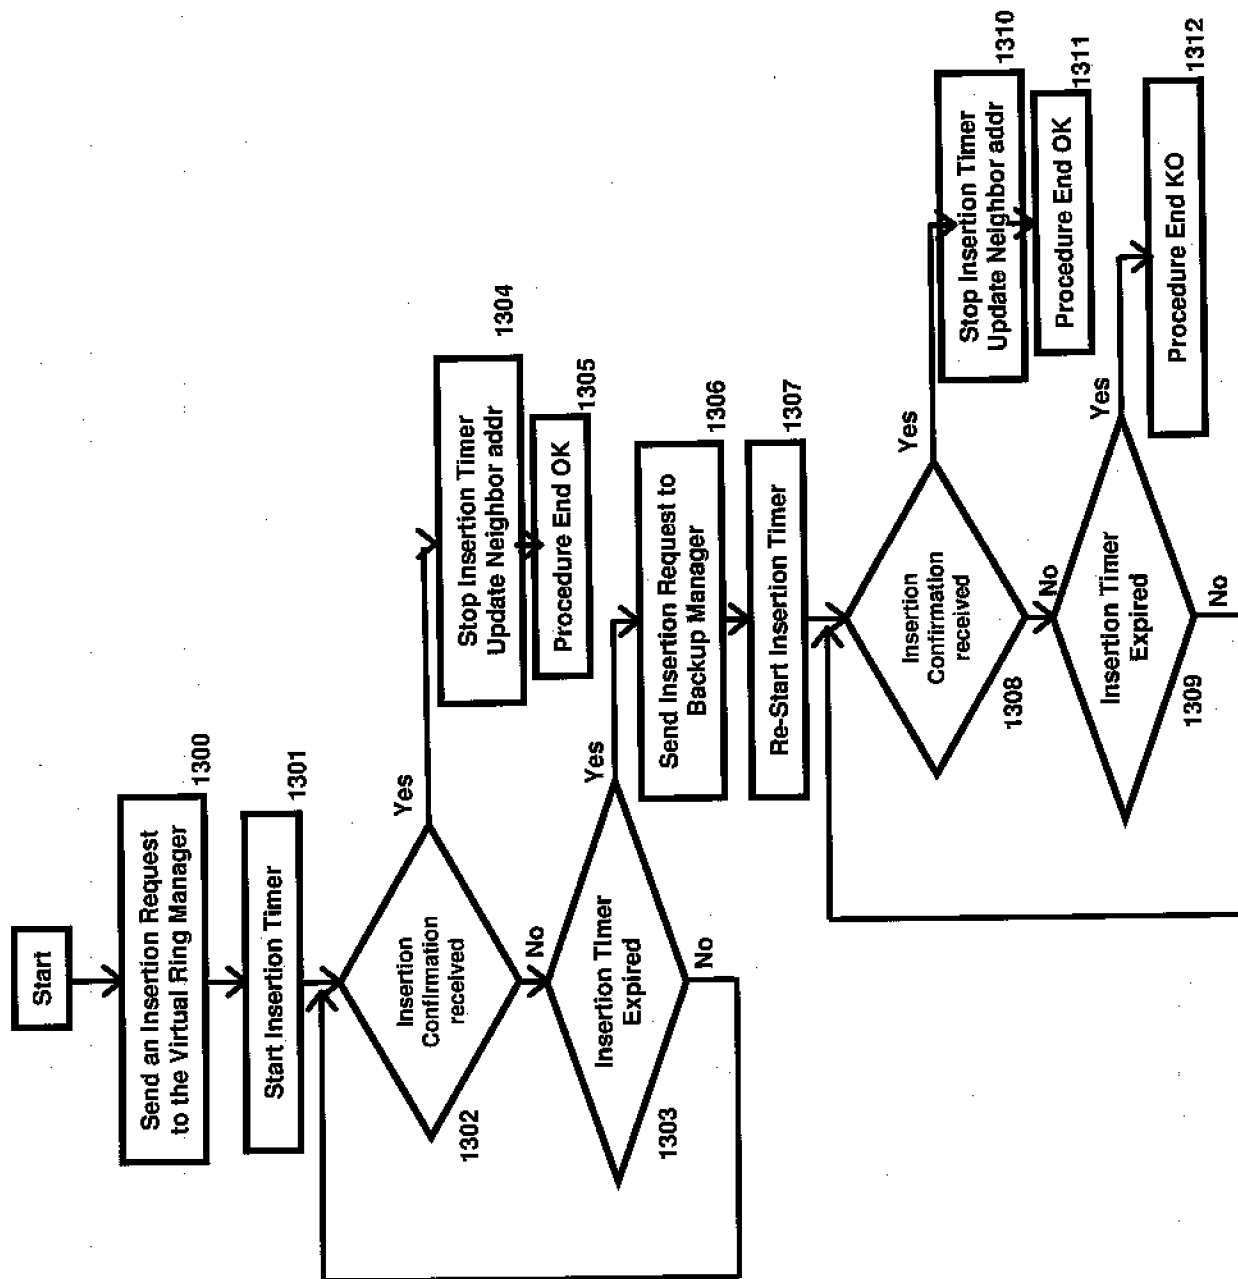 Start
Send an Insertion Request
to the Virtual Ring Manager
1300
Start Insertion Timer
1301
Insertion
Confirmation
received
1302
Yes
No
Stop Insertion Timer
Update Neighbor addr
1304
Procedure End OK
1305
Insertion TImer
Expired
1303
Yes
No
Send Insertion Request to
Backup Manager
1306
Re-Start Insertion Timer
1307
Insertion
Confirmation
received
1308
Yes
No
Stop Insertion Timer
Update Neighbor addr
1310
Procedure End OK
1311
Insertion Timer
Expired
1309
Yes
No
Procedure End KO
1312